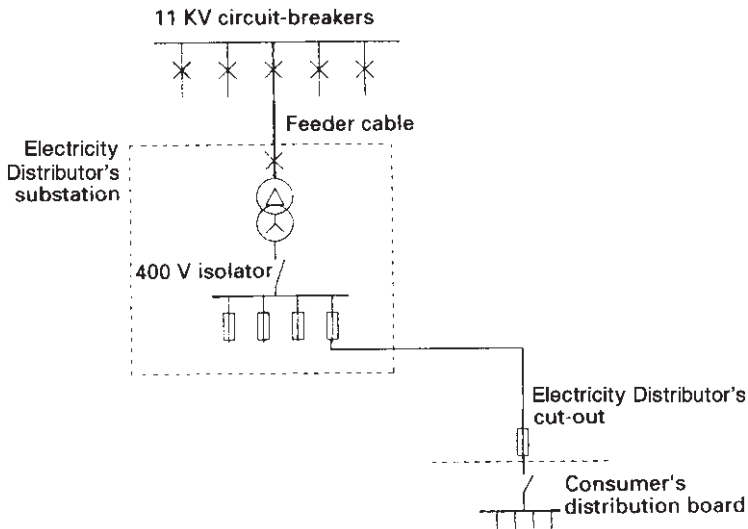 11 KV circuit-breakers
Feeder cable
Electricity
Distributor's
substation
400 V isolator
Electricity Distributor's
cut-out
Consumer's
distribution board